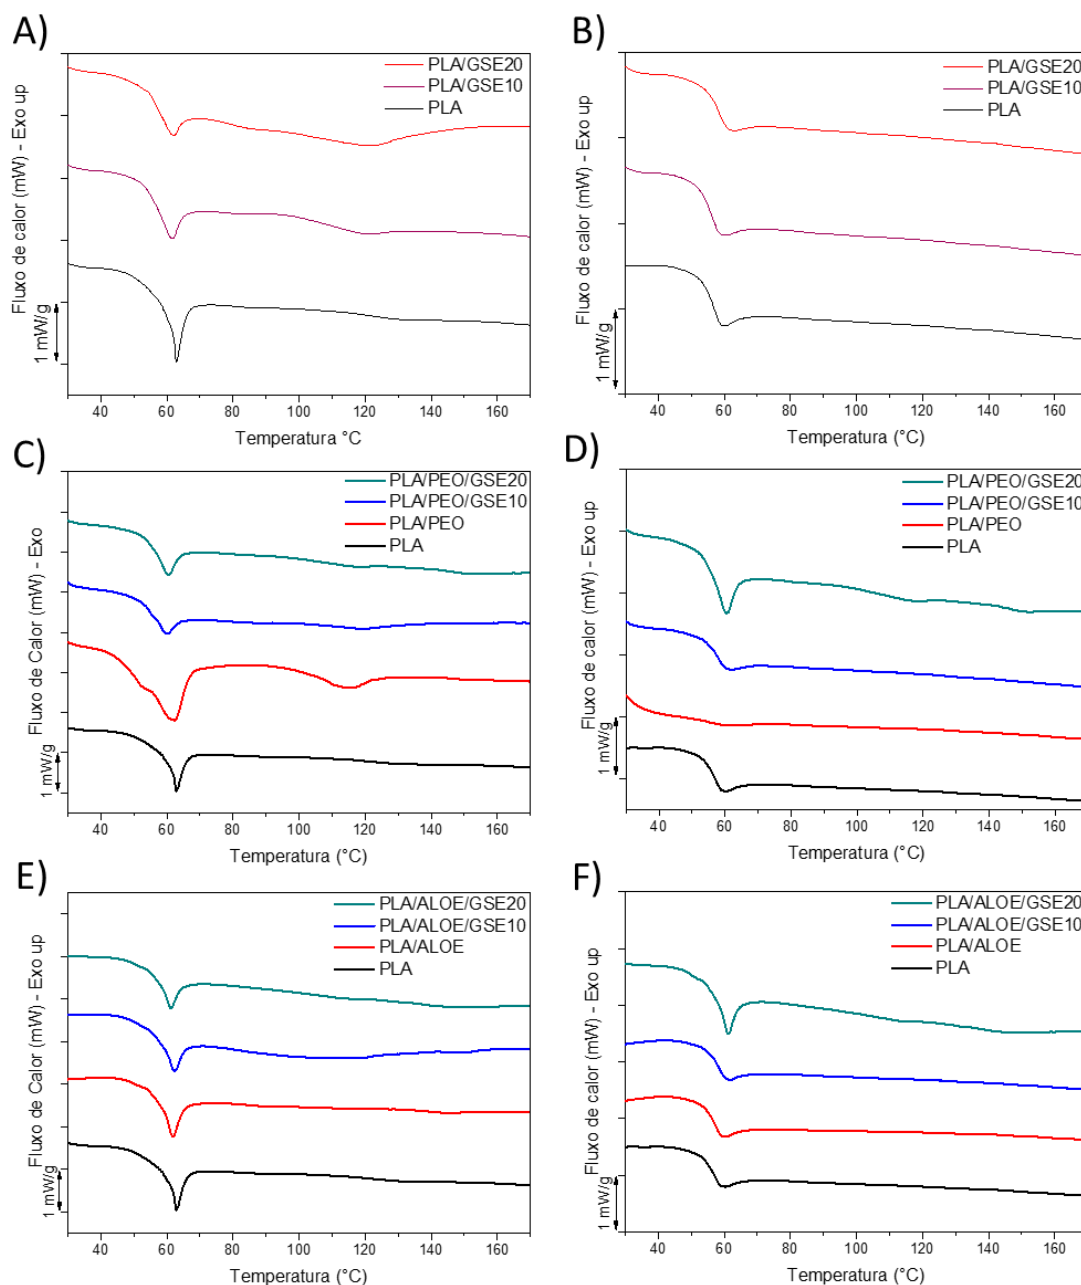 A)
PLA/GSE20
PLA/GSE10
PLA
Fluxo de calor (mW) - Exo up
1 mW/g
40 60 80 100 120 140 160
Temperatura °C
B)
PLA/GSE20
PLA/GSE10
PLA
Fluxo de calor (mW) - Exo up
1 mW/g
40 60 80 100 120 140 160
Temperatura (°C)
C)
PLA/PEO/GSE20
PLA/PEO/GSE10
PLA/PEO
PLA
Fluxo de Calor (mW) - Exo
1 mW/g
40 60 80 100 120 140 160
Temperatura (°C)
D)
PLA/PEO/GSE20
PLA/PEO/GSE10
PLA/PEO
PLA
Fluxo de calor (mW) - Exo up
1 mW/g
40 60 80 100 120 140 160
Temperatura (°C)
E)
PLA/ALOE/GSE20
PLA/ALOE/GSE10
PLA/ALOE
PLA
Fluxo de Calor (mW) - Exo up
1 mW/g
40 60 80 100 120 140 160
Temperatura (°C)
F)
PLA/ALOE/GSE20
PLA/ALOE/GSE10
PLA/ALOE
PLA
Fluxo de calor (mW) - Exo up
1 mW/g
40 60 80 100 120 140 160
Temperatura (°C)